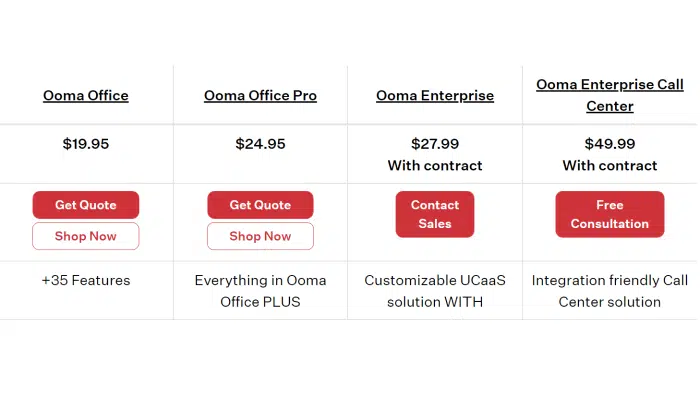 Ooma Office
Ooma Office Pro
Ooma Enterprise
Ooma Enterprise Call
Center
$19.95
$24.95
$27.99
With contract
$49.99
With contract
Get Quote
Shop Now
Get Quote
Shop Now
Contact
Sales
Free
Consultation
+35 Features
Everything in Ooma
Office PLUS
Customizable UCaaS
solution WITH
Integration friendly Call
Center solution